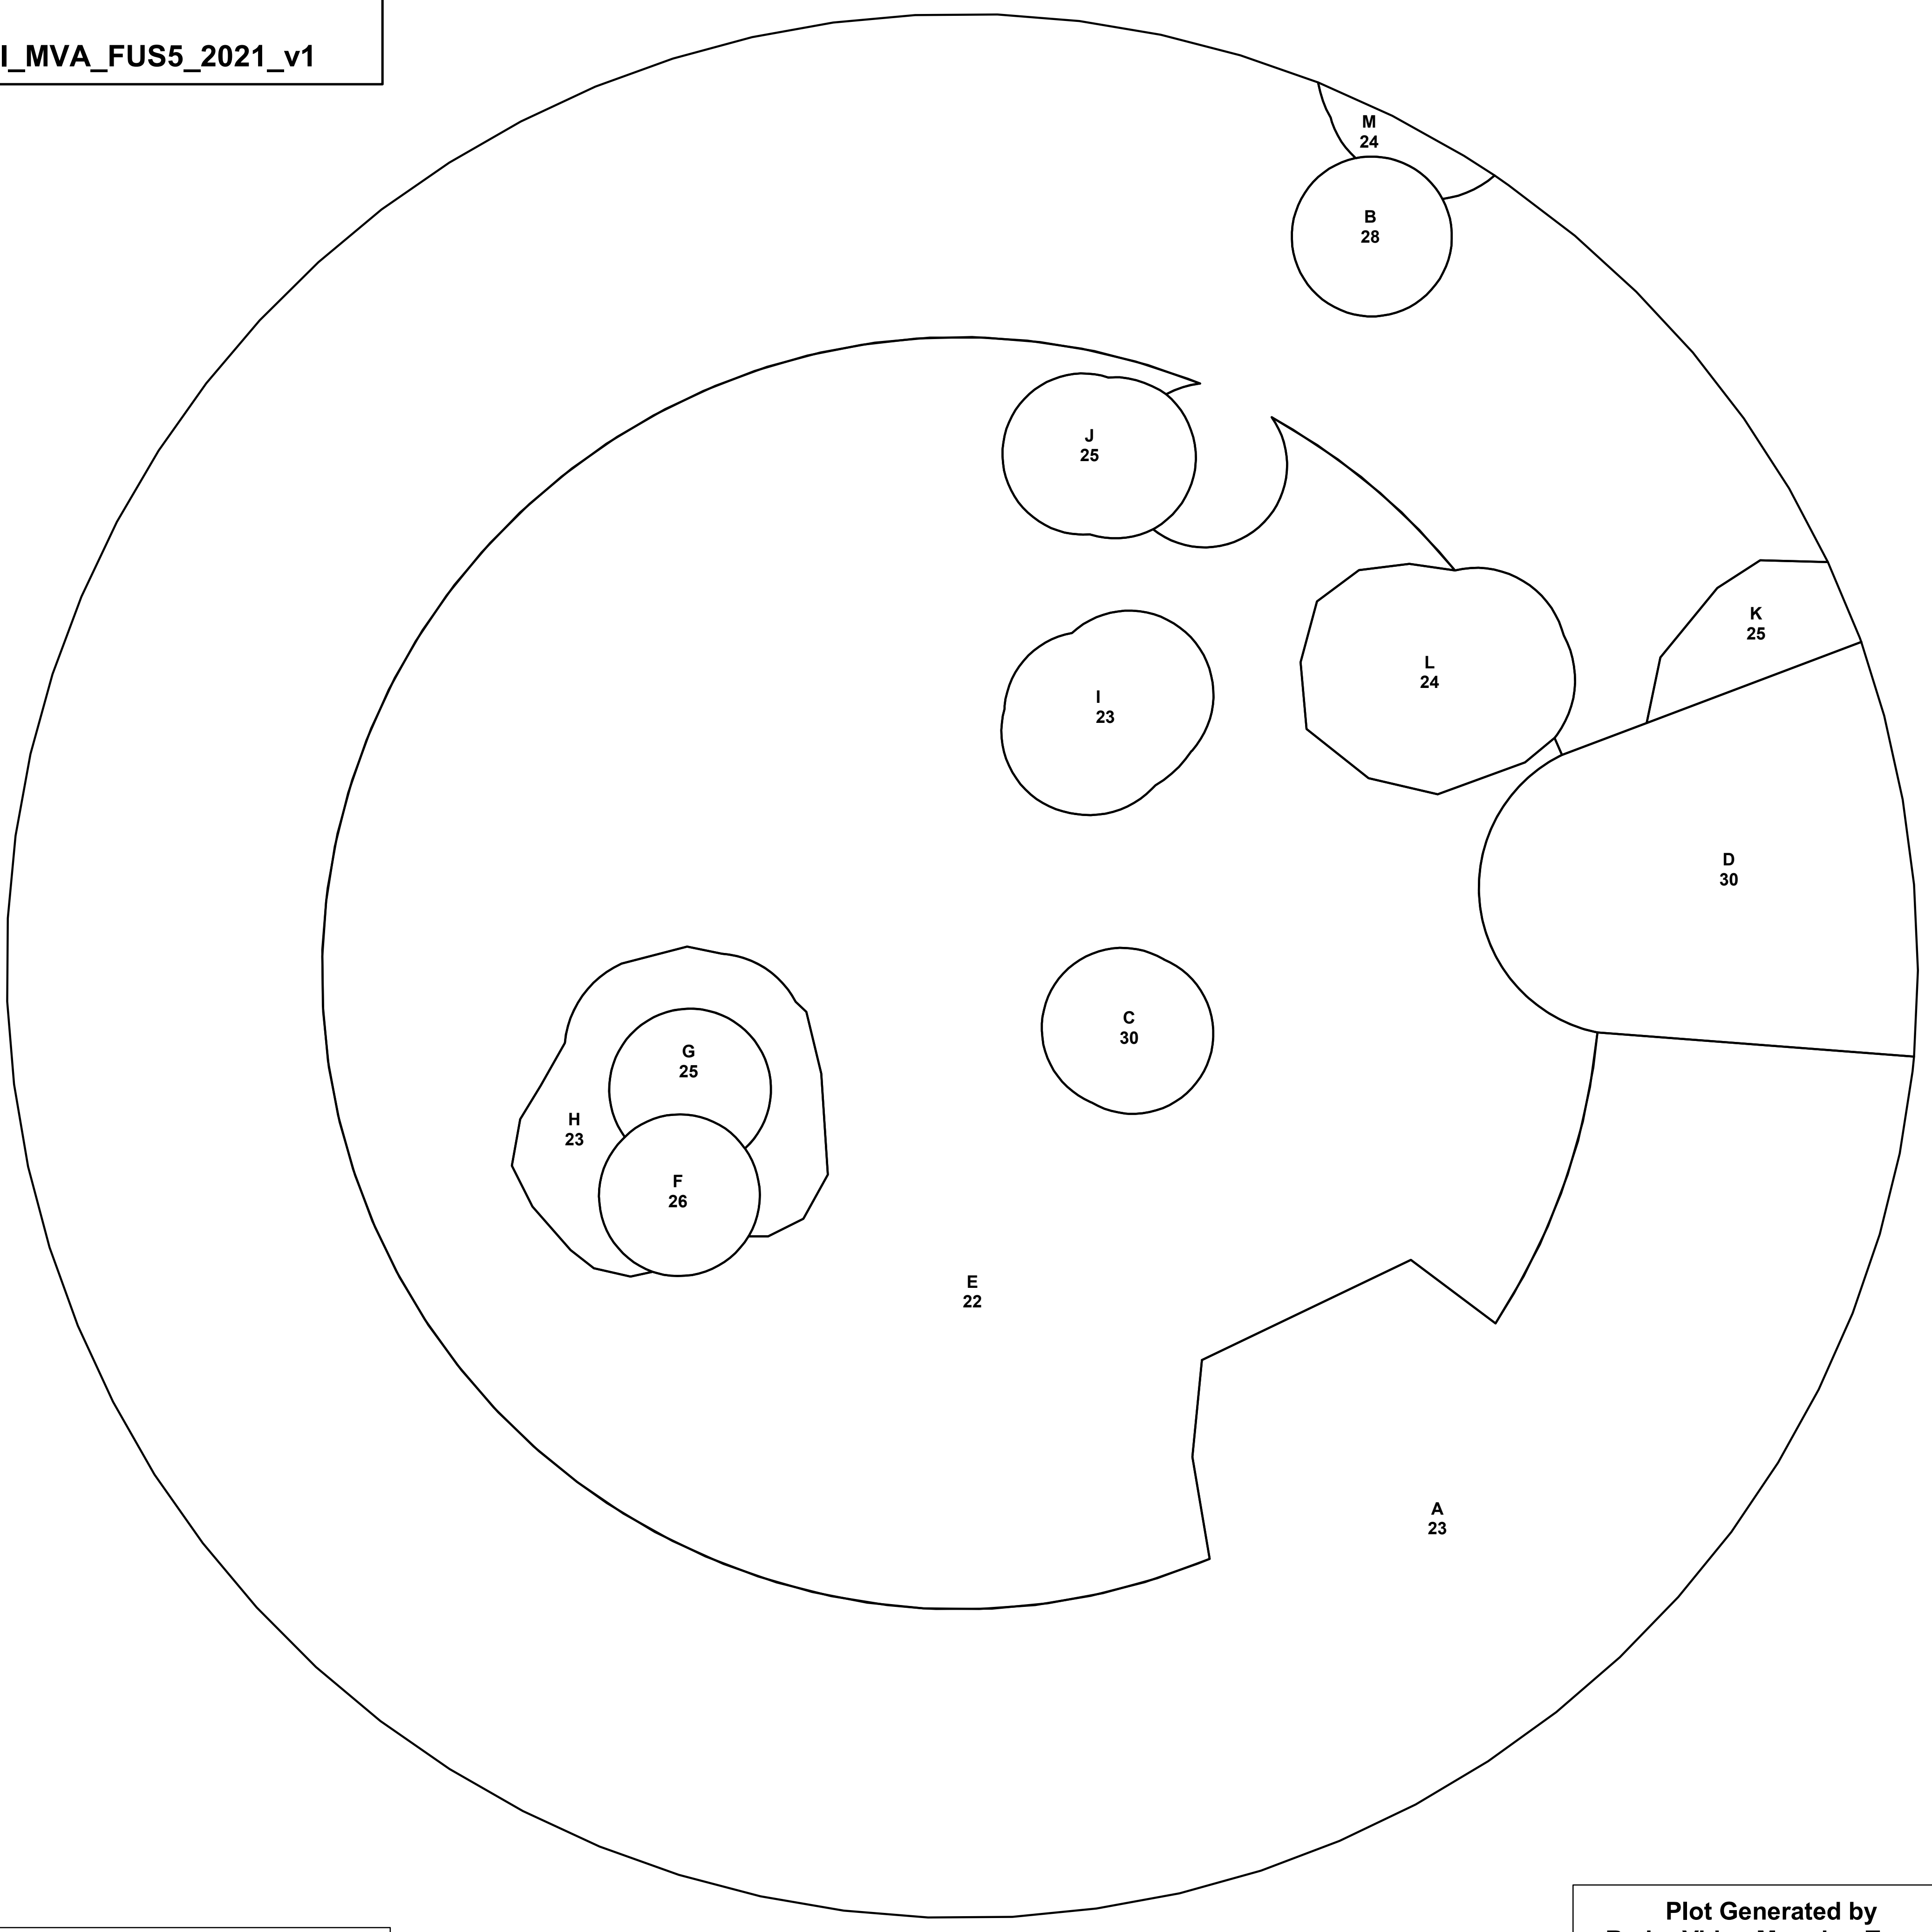 I_MVA_FUS5_2021_v1
M
24
B
28
J
25
K
25
L
24
I
23
D
30
C
30
G
25
H
23
F
26
E
22
A
23
Plot Generated by